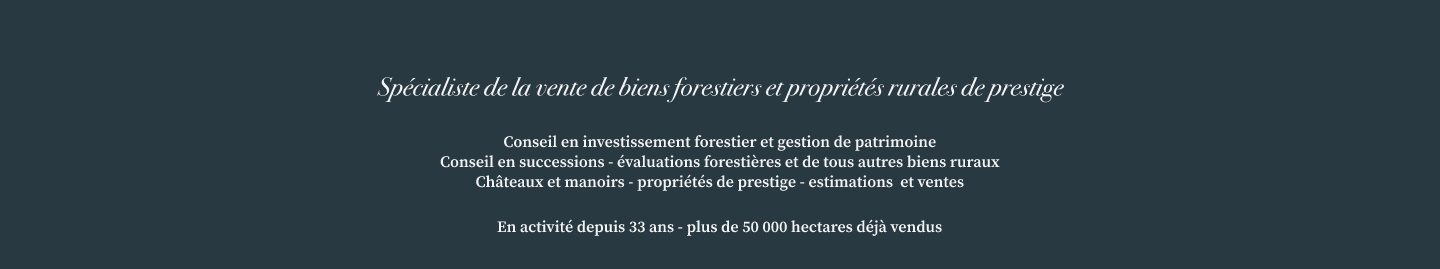 Spécialiste de la vente de biens forestiers et propriétés rurales de prestige
Conseil en investissement forestier et gestion de patrimoine
Conseil en successions - évaluations forestières et de tous autres biens ruraux
Châteaux et manoirs - propriétés de prestige - estimations  et ventes
En activité depuis 33 ans - plus de 50 000 hectares déjà vendus